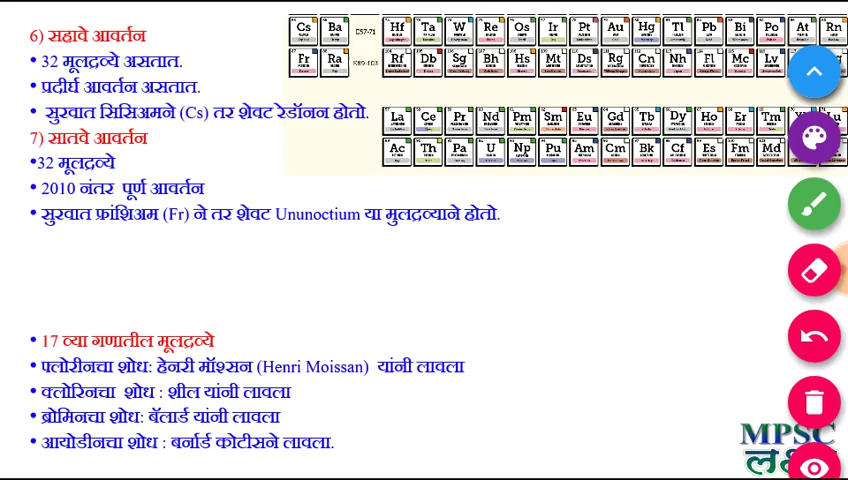 6) सहावे आवर्तन
• 32 मूलद्रव्ये असतात.
• प्रदीर्घ आवर्तन असतात.
• सुरवात सिसिअमने (Cs) तर शेवट रेडॉनन होतो.
7) सातवे आवर्तन
•32 मूलद्रव्ये
• 2010 नंतर पूर्ण आवर्तन
• सुरवात फ्रांशिअम (Fr) ने तर शेवट Ununoctium या मुलद्रव्याने होतो.
Cs Ba Hf Ta W Re Os Ir Pt Au Hg Tl Pb Bi Po At Rn
Fr Ra Rf Db Sg Bh Hs Mt Ds Rg Cn Nh Fl Mc Lv
La Ce Pr Nd Pm Sm Eu Gd Tb Dy Ho Er Tm Lu
Ac Th Pa U Np Pu Am Cm Bk Cf Es Fm Md
• 17 व्या गणातील मूलद्रव्ये
• फ्लोरीनचा शोध: हेनरी मॉश्सन (Henri Moissan) यांनी लावला
• क्लोरिनचा शोध : शील यांनी लावला
• ब्रोमिनचा शोध: बॅलार्ड यांनी लावला
• आयोडीनचा शोध : बर्नार्ड कोटीसने लावला.
MPSC